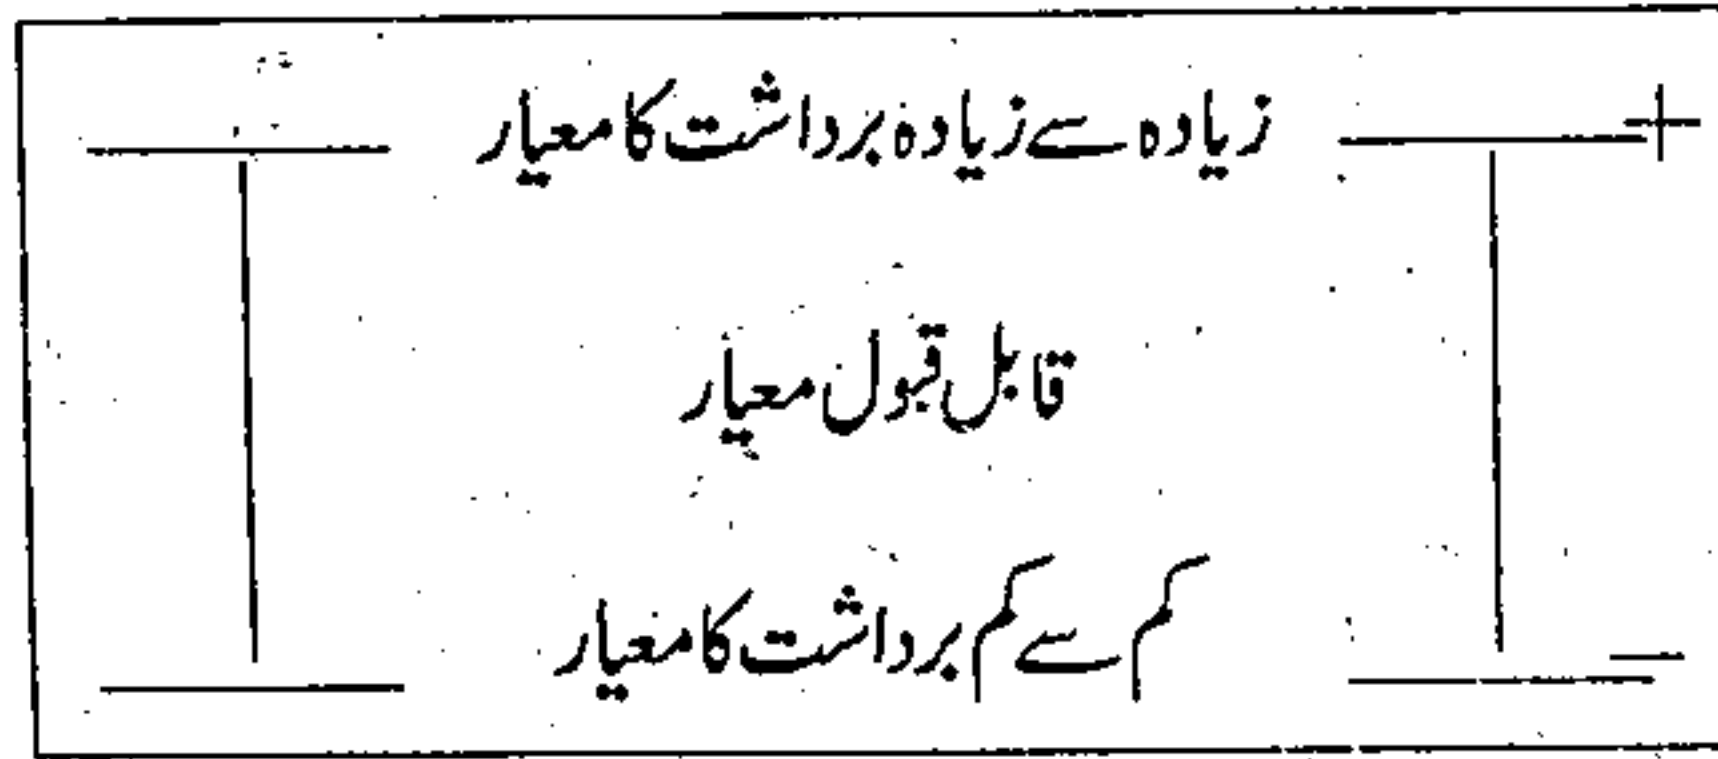 زیادہ سے زیادہ برداشت کا معیار +
قابل قبول معیار
کم سے کم برداشت کا معیار −